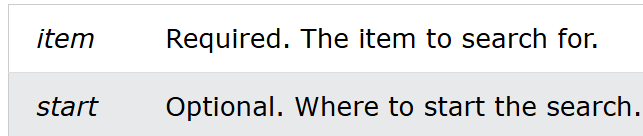 item Required. The item to search for.
start Optional. Where to start the search.